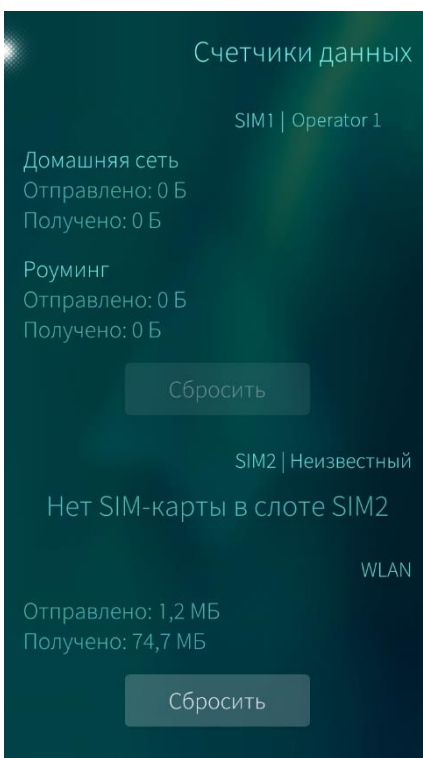 Счетчики данных
SIM1 | Operator 1
Домашняя сеть
Отправлено: 0 Б
Получено: 0 Б
Роуминг
Отправлено: 0 Б
Получено: 0 Б
Сбросить
SIM2 | Неизвестный
Нет SIM-карты в слоте SIM2
WLAN
Отправлено: 1,2 МБ
Получено: 74,7 МБ
Сбросить